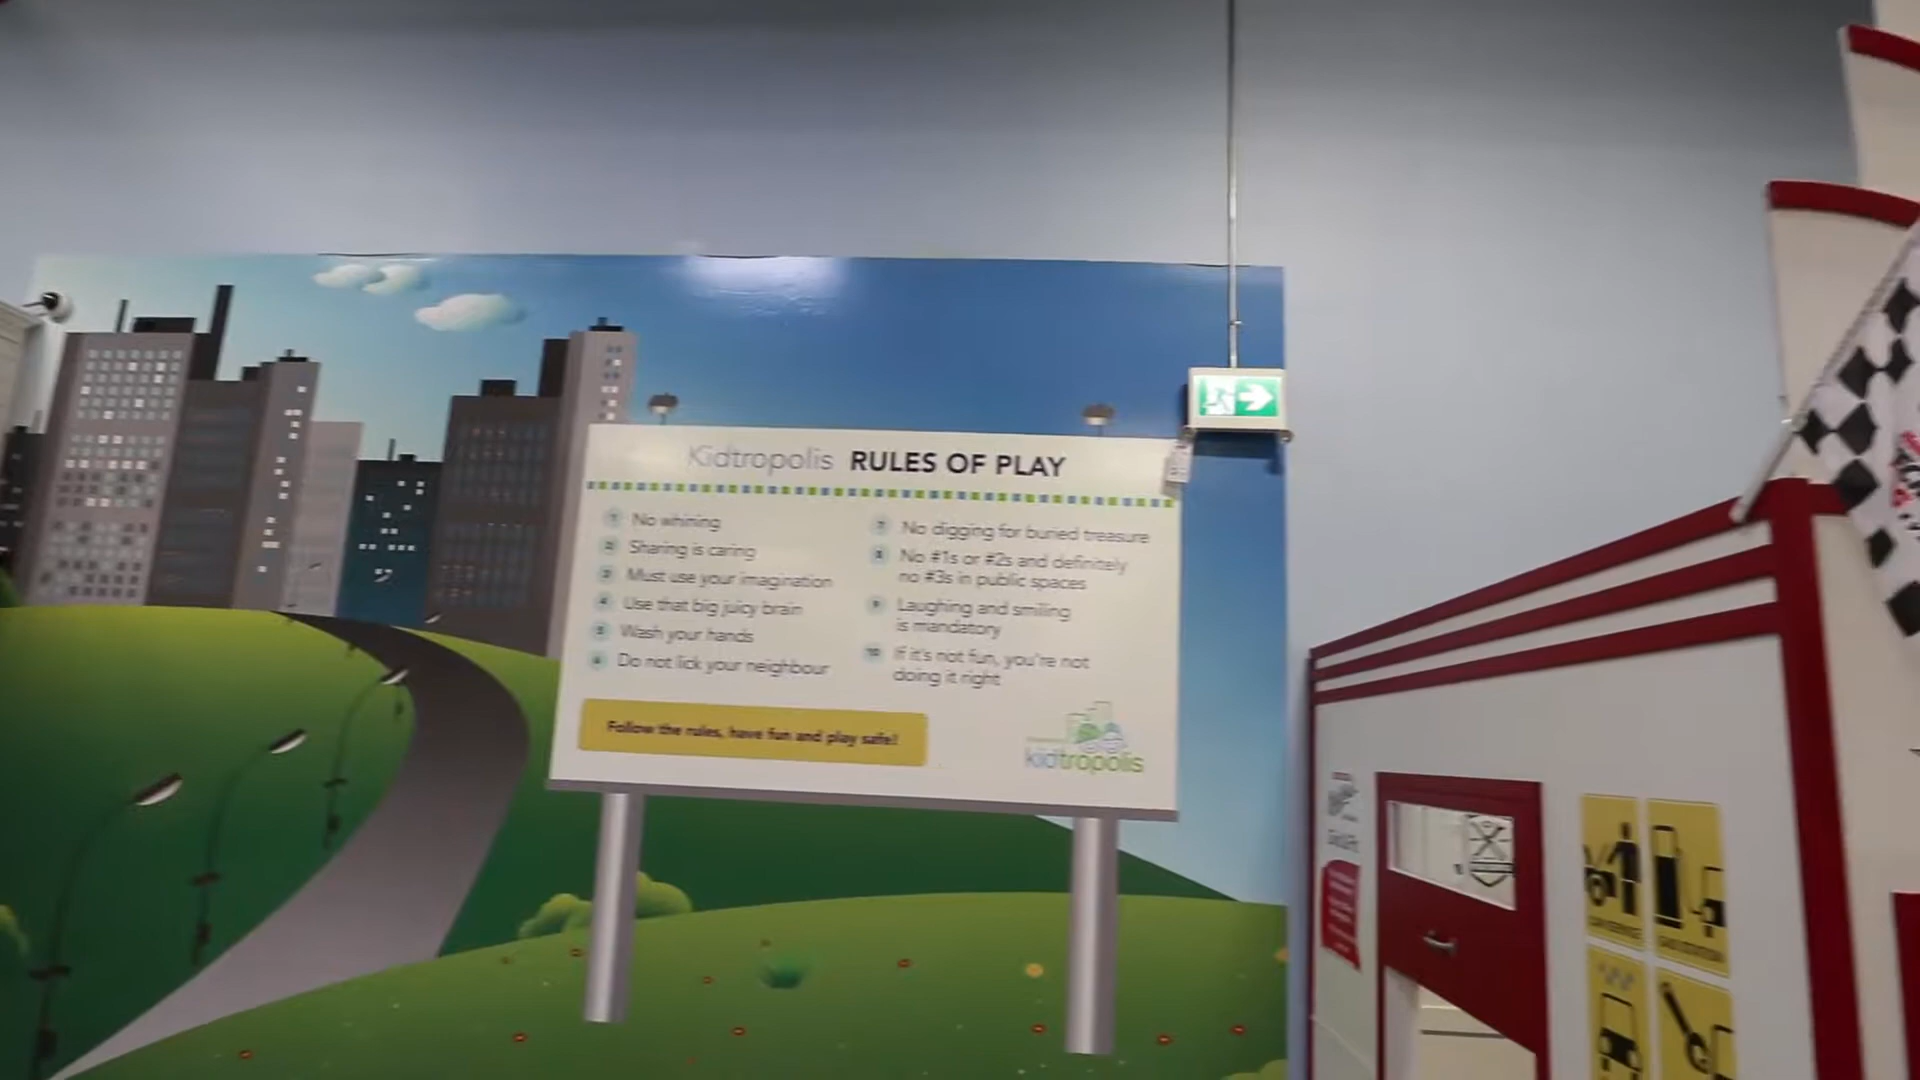 Kidtropolis RULES OF PLAY
1 No whining
2 Sharing is caring
3 Must use your imagination
4 Use that big juicy brain
5 Wash your hands
6 Do not lick your neighbour
7 No digging for buried treasure
8 No #1s or #2s and definitely
no #3s in public spaces
9 Laughing and smiling
is mandatory
10 If it's not fun, you're not
doing it right
Follow the rules, have fun and play safe!
kidtropolis
GAS STATION